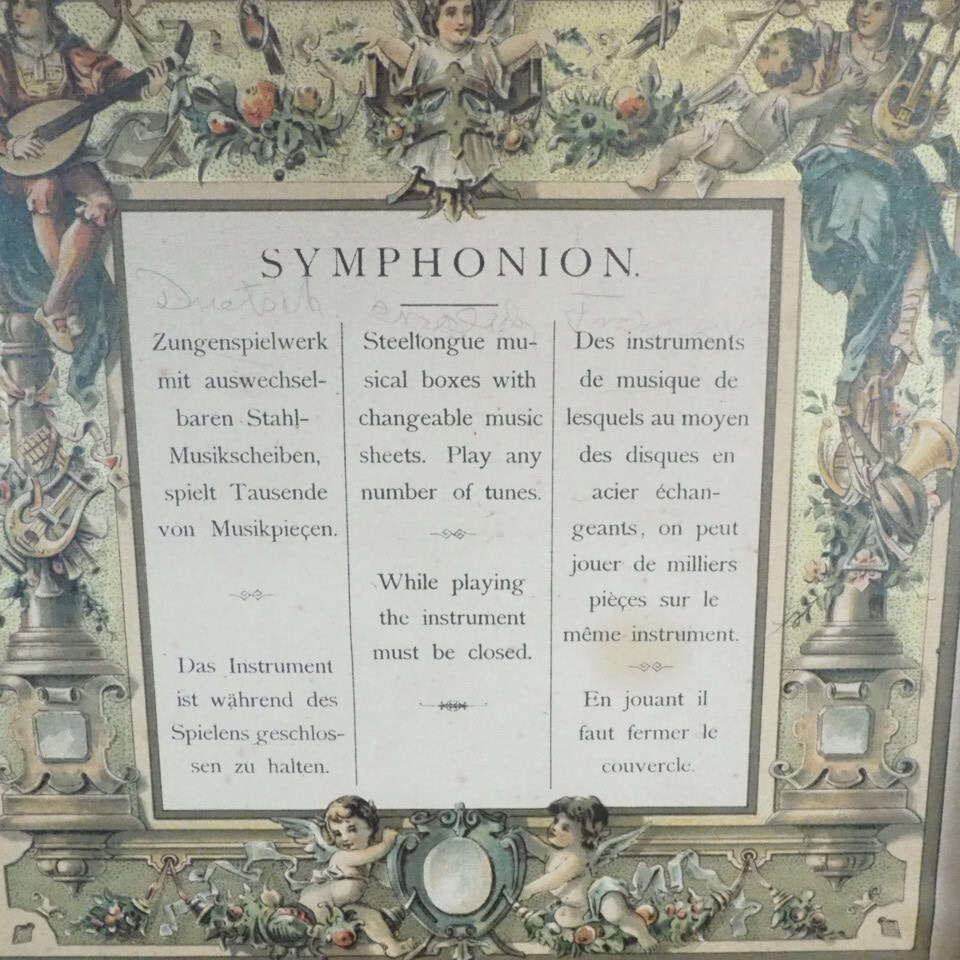 SYMPHONION.
Zungenspielwerk
mit auswechsel-
baren Stahl-
Musikscheiben,
spielt Tausende
von Musikpieçen.
Das Instrument
ist während des
Spielens geschlos-
sen zu halten.
Steeltongue mu-
sical boxes with
changeable music
sheets. Play any
number of tunes.
While playing
the instrument
must be closed.
Des instruments
de musique de
lesquels au moyen
des disques en
acier échan-
geants, on peut
jouer de milliers
pièçes sur le
même instrument.
En jouant il
faut fermer le
couvercle.